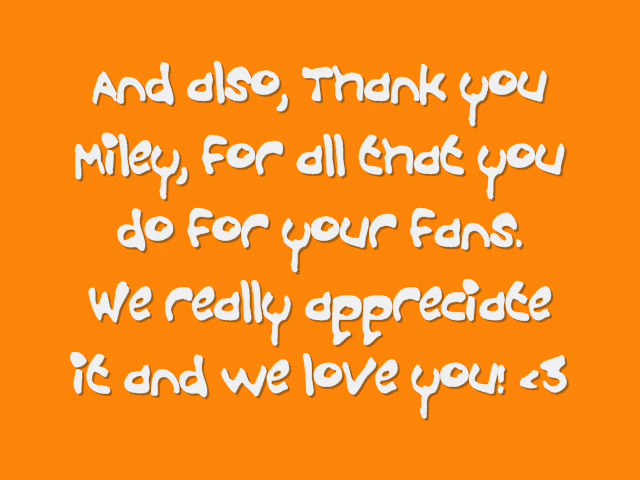 And also, Thank you
Miley, for all that you
do for your fans.
We really appreciate
it and we love you! <3